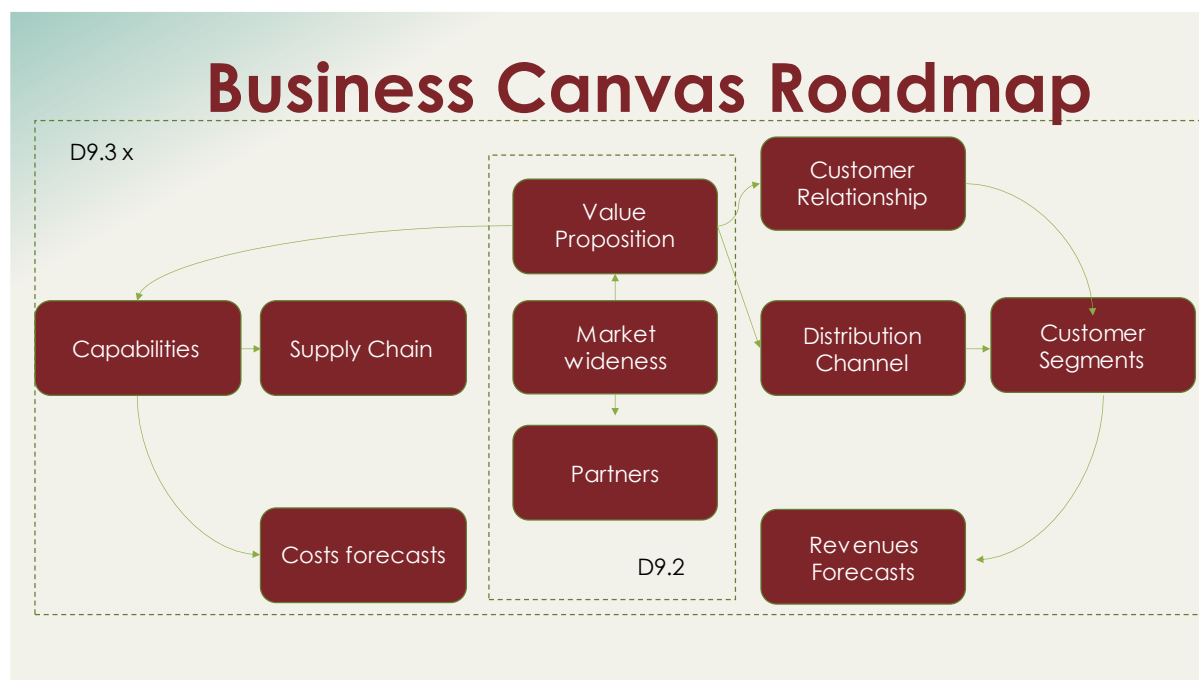 Business Canvas Roadmap
D9.3 x
Customer
Relationship
Value
Proposition
Capabilities
Supply Chain
Market
wideness
Distribution
Channel
Customer
Segments
Partners
Costs forecasts
D9.2
Revenues
Forecasts